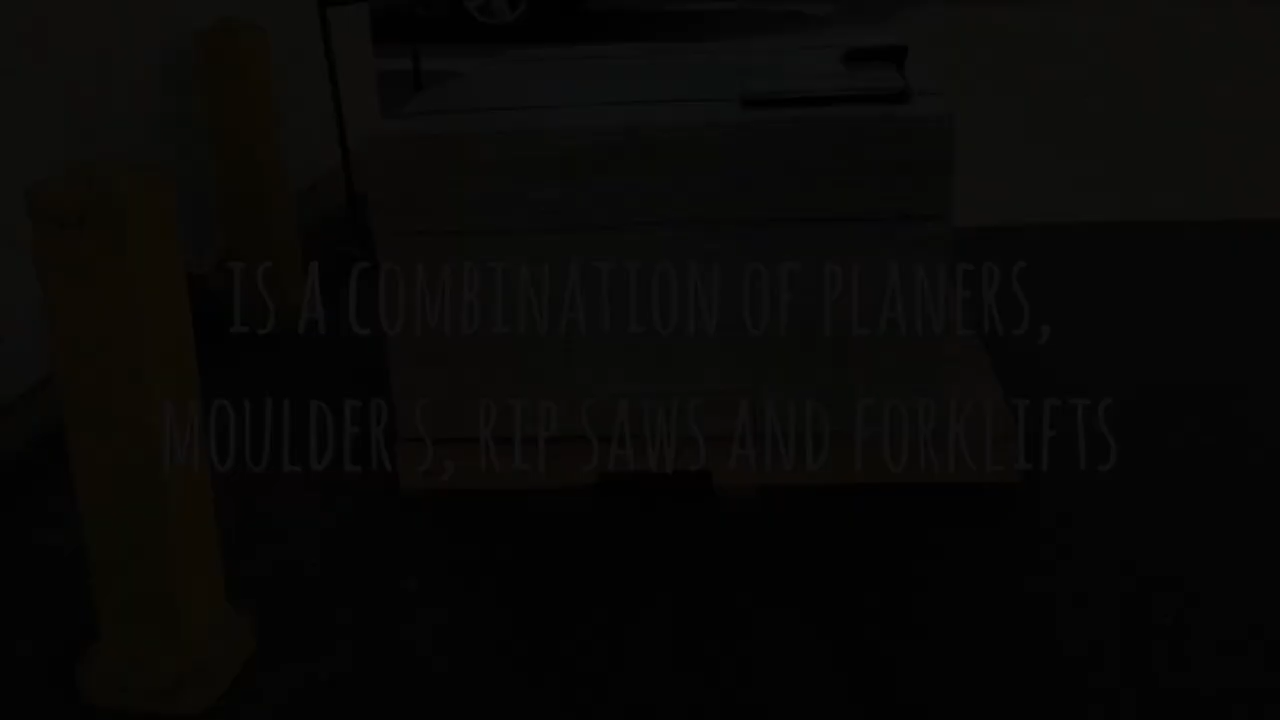 IS A COMBINATION OF PLANERS,
MOULDER'S, RIP SAWS AND FORKLIFTS